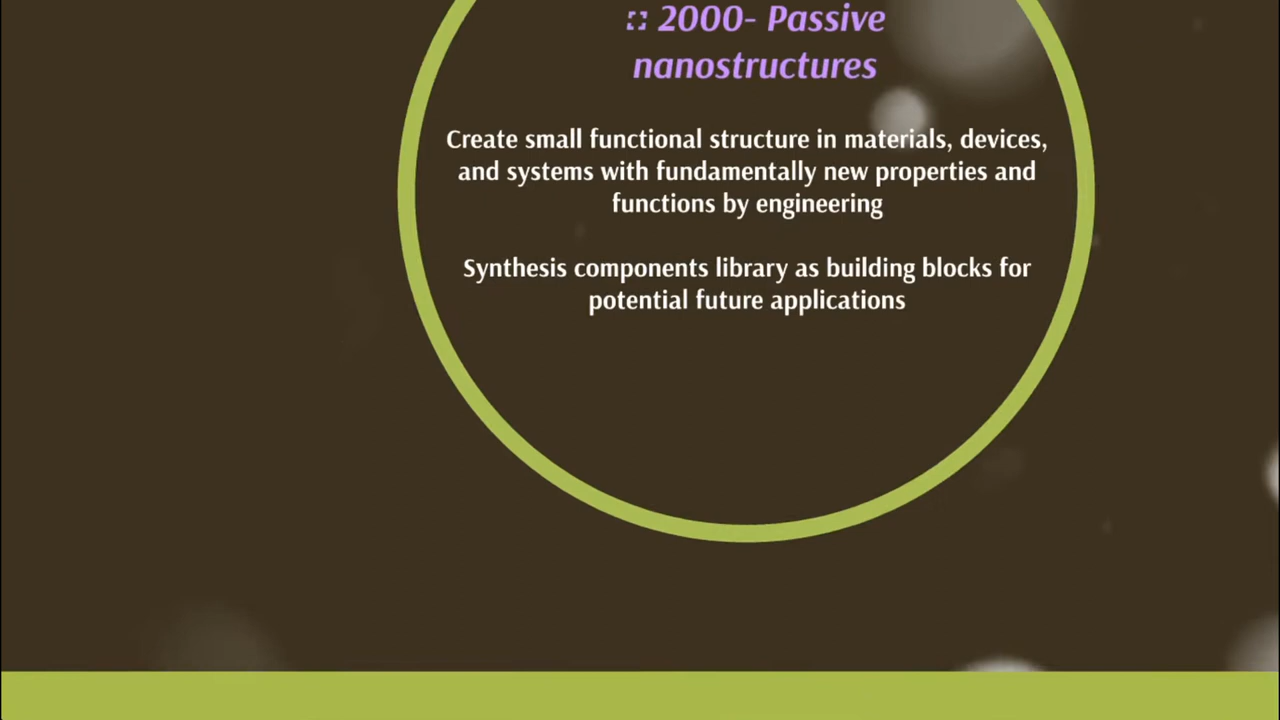 2000- Passive
nanostructures
Create small functional structure in materials, devices,
and systems with fundamentally new properties and
functions by engineering
Synthesis components library as building blocks for
potential future applications